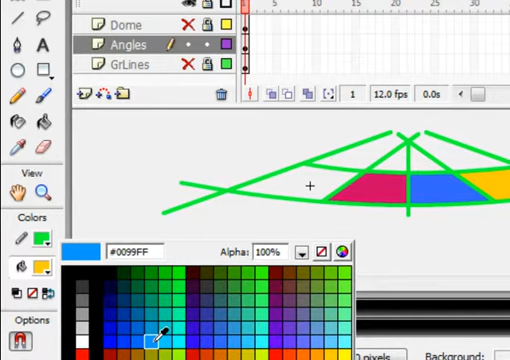 Dome
Angles
GrLines
5 10 15 20 25 30
1 12.0 fps 0.0s
View
Colors
#0099FF Alpha: 100%
Options
pixels Background: